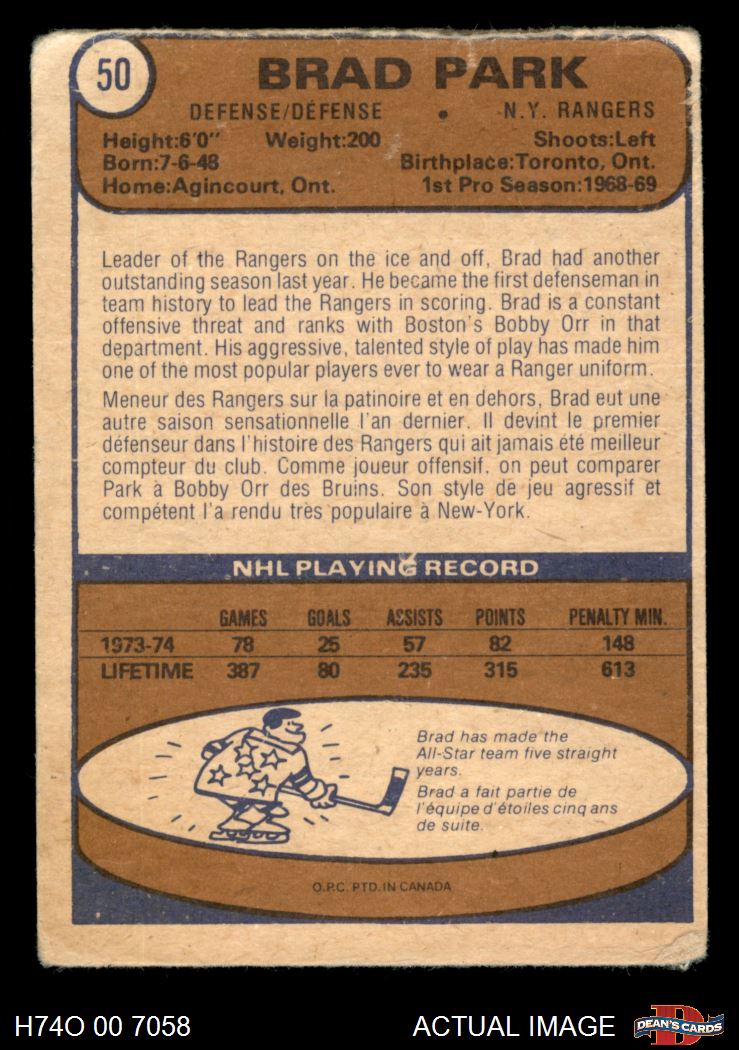 50
BRAD PARK
DEFENSE/DÉFENSE • N.Y. RANGERS
Height:6'0" Weight:200 Shoots:Left
Born:7-6-48 Birthplace:Toronto, Ont.
Home:Agincourt, Ont. 1st Pro Season:1968-69
Leader of the Rangers on the ice and off, Brad had another
outstanding season last year. He became the first defenseman in
team history to lead the Rangers in scoring. Brad is a constant
offensive threat and ranks with Boston's Bobby Orr in that
department. His aggressive, talented style of play has made him
one of the most popular players ever to wear a Ranger uniform.
Meneur des Rangers sur la patinoire et en dehors, Brad eut une
autre saison sensationnelle l'an dernier. Il devint le premier
défenseur dans l'histoire des Rangers qui ait jamais été meilleur
compteur du club. Comme joueur offensif, on peut comparer
Park à Bobby Orr des Bruins. Son style de jeu agressif et
compétent l'a rendu très populaire à New-York.
NHL PLAYING RECORD
GAMES GOALS ASSISTS POINTS PENALTY MIN.
1973-74 78 25 57 82 148
LIFETIME 387 80 235 315 613
Brad has made the
All-Star team five straight
years.
Brad a fait partie de
l'équipe d'étoiles cinq ans
de suite.
O.P.C. PTD. IN CANADA
H74O 00 7058 ACTUAL IMAGE D DEAN'S CARDS